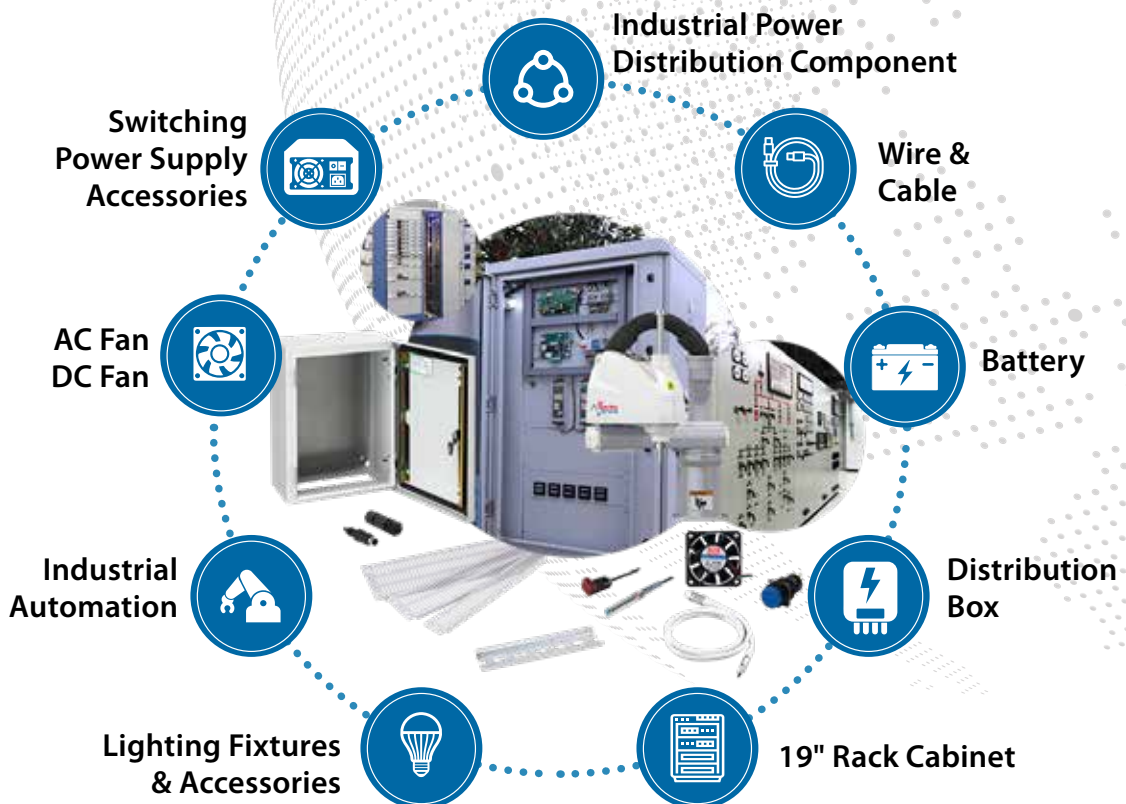 Industrial Power
Distribution Component
Switching
Power Supply
Accessories
Wire &
Cable
AC Fan
DC Fan
Battery
Industrial
Automation
Distribution
Box
Lighting Fixtures
& Accessories
19" Rack Cabinet